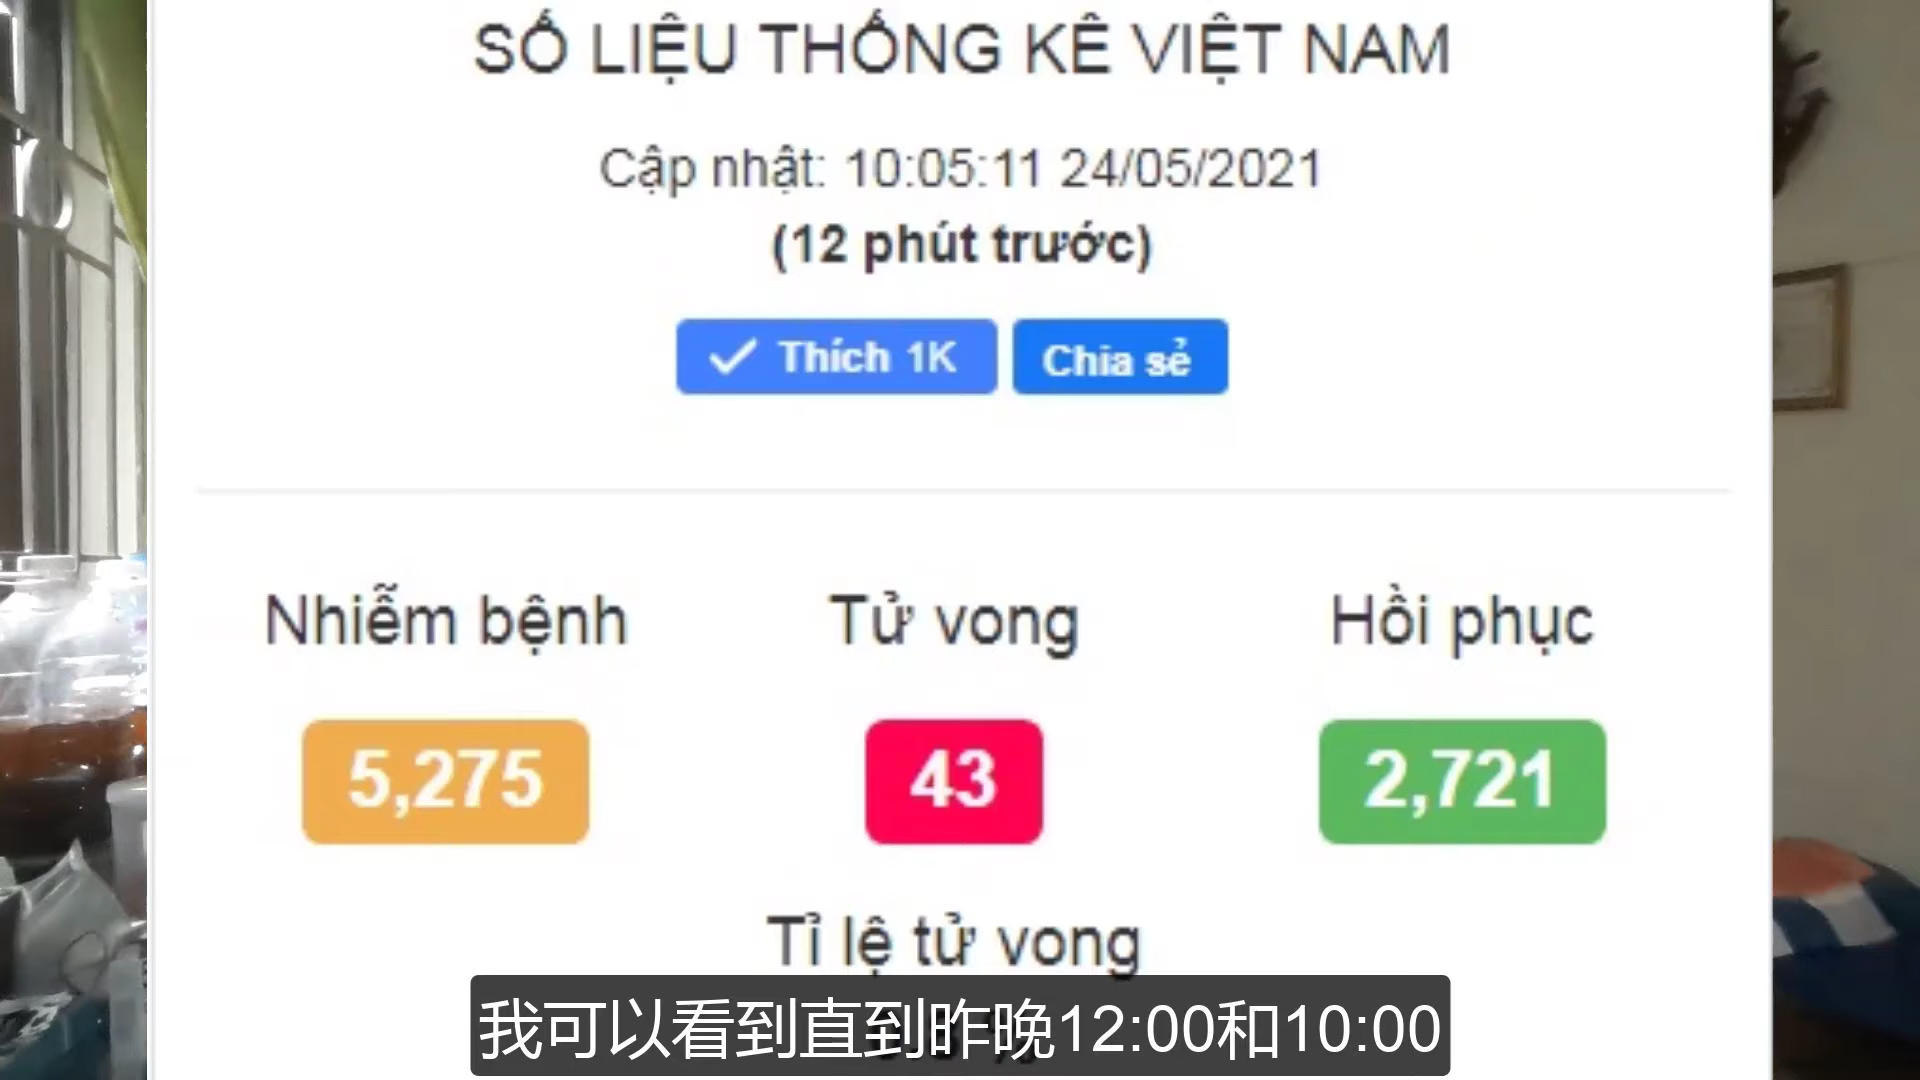 SỐ LIỆU THỐNG KÊ VIỆT NAM
Cập nhật: 10:05:11 24/05/2021
(12 phút trước)
Thích 1K
Chia sẻ
Nhiễm bệnh
Tử vong
Hồi phục
5,275
43
2,721
Tỉ lệ tử vong
我可以看到直到昨晚12:00和10:00